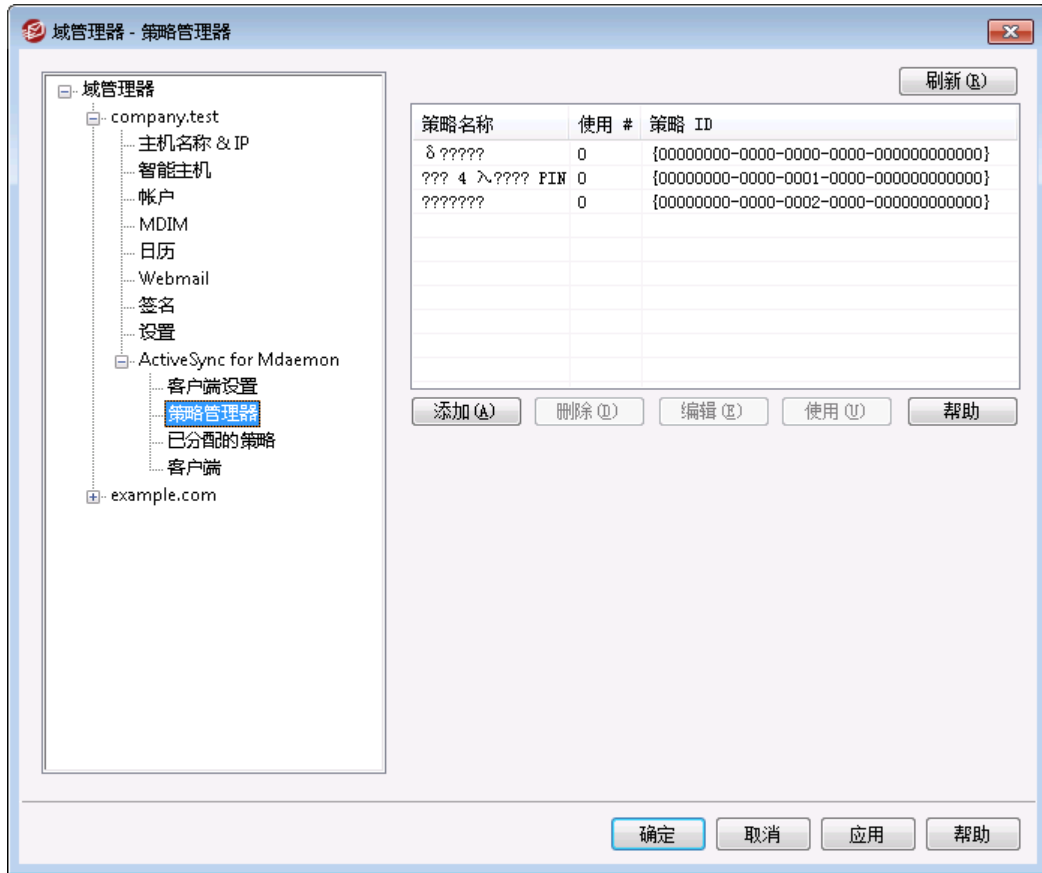 域管理器 - 策略管理器
域管理器
company.test
主机名称 & IP
智能主机
帐户
MDIM
日历
Webmail
签名
设置
ActiveSync for Mdaemon
客户端设置
策略管理器
已分配的策略
客户端
example.com
刷新(R)
策略名称 使用 # 策略 ID
δ????? 0 {00000000-0000-0000-0000-000000000000}
??? 4 λ???? PIN 0 {00000000-0000-0001-0000-000000000000}
??????? 0 {00000000-0000-0002-0000-000000000000}
添加(A) 删除(D) 编辑(E) 使用(U) 帮助
确定 取消 应用 帮助